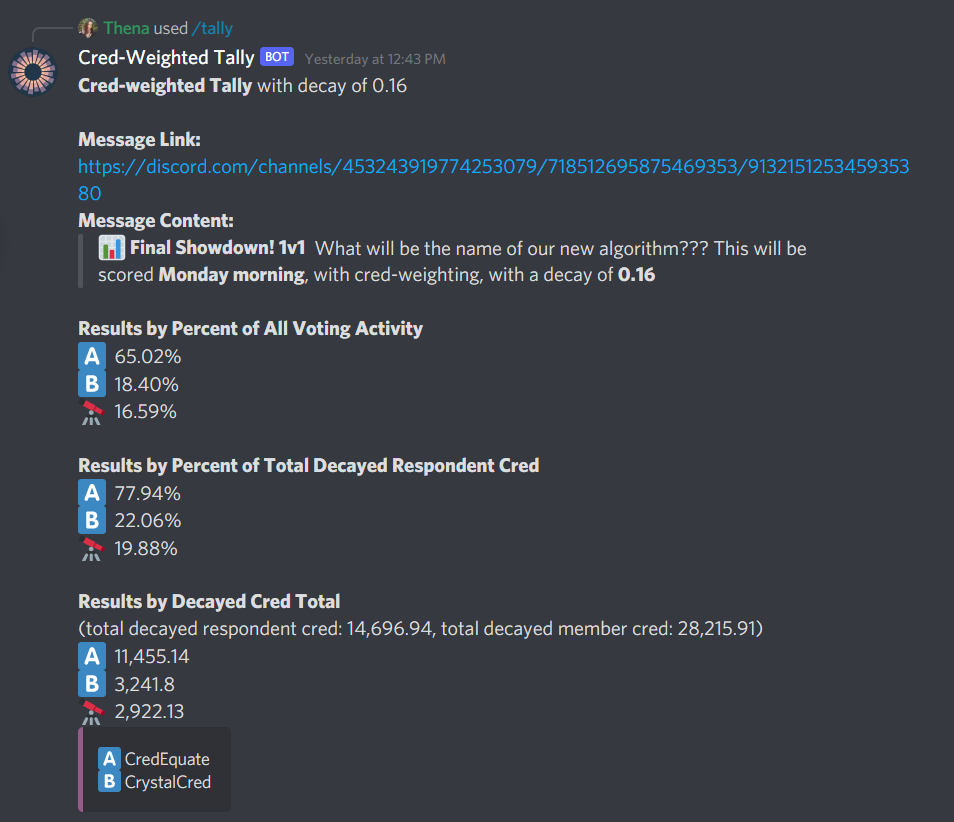 Thena used /tally
Cred-Weighted Tally BOT Yesterday at 12:43 PM
Cred-weighted Tally with decay of 0.16
Message Link:
https://discord.com/channels/453243919774253079/718512695875469353/9132151253459353
80
Message Content:
Final Showdown! 1v1 What will be the name of our new algorithm??? This will be
scored Monday morning, with cred-weighting, with a decay of 0.16
Results by Percent of All Voting Activity
A 65.02%
B 18.40%
16.59%
Results by Percent of Total Decayed Respondent Cred
A 77.94%
B 22.06%
19.88%
Results by Decayed Cred Total
(total decayed respondent cred: 14,696.94, total decayed member cred: 28,215.91)
A 11,455.14
B 3,241.8
2,922.13
A CredEquate
B CrystalCred